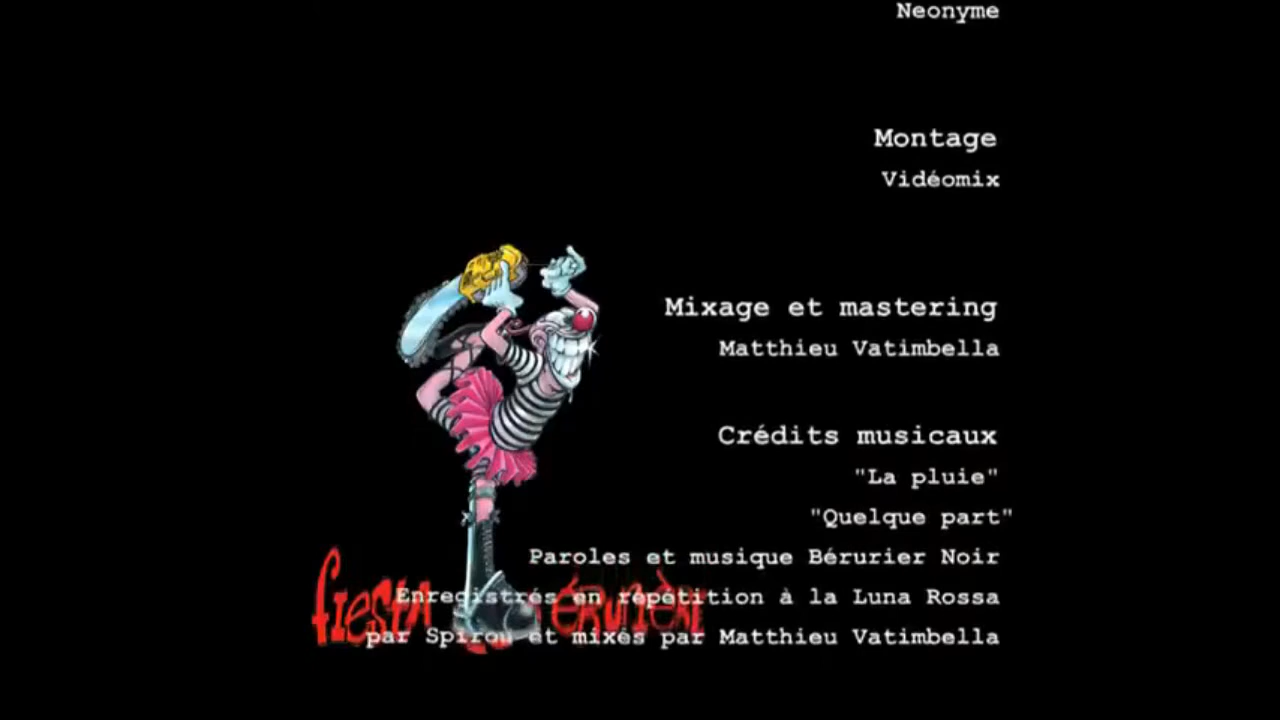 Neonyme
Montage
Vidéomix
Mixage et mastering
Matthieu Vatimbella
Crédits musicaux
"La pluie"
"Quelque part"
Paroles et musique Bérurier Noir
Enregistrés en répétition à la Luna Rossa
par Spirou et mixés par Matthieu Vatimbella
fiesta